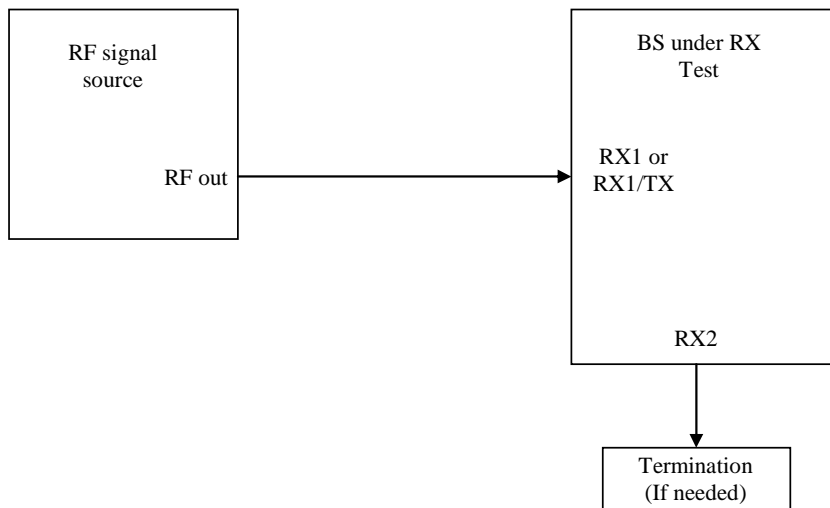 RF signal
source
BS under RX
Test
RF out
RX1 or
RX1/TX
RX2
Termination
(If needed)